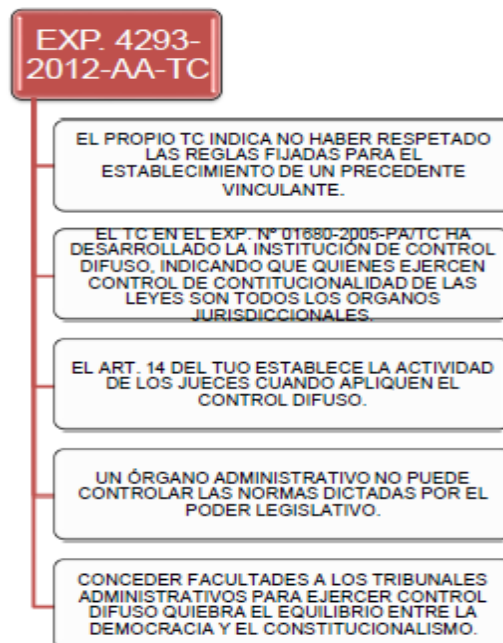 EXP. 4293-
2012-AA-TC
EL PROPIO TC INDICA NO HABER RESPETADO
LAS REGLAS FIJADAS PARA EL
ESTABLECIMIENTO DE UN PRECEDENTE
VINCULANTE.
EL TC EN EL EXP. Nº 01680-2005-PA/TC HA
DESARROLLADO LA INSTITUCIÓN DE CONTROL
DIFUSO, INDICANDO QUE QUIENES EJERCEN
CONTROL DE CONTITUCIONALIDAD DE LAS
LEYES SON TODOS LOS ORGANOS
JURISDICCIONALES.
EL ART. 14 DEL TUO ESTABLECE LA ACTIVIDAD
DE LOS JUECES CUANDO APLIQUEN EL
CONTROL DIFUSO.
UN ÓRGANO ADMINISTRATIVO NO PUEDE
CONTROLAR LAS NORMAS DICTADAS POR EL
PODER LEGISLATIVO.
CONCEDER FACULTADES A LOS TRIBUNALES
ADMINISTRATIVOS PARA EJERCER CONTROL
DIFUSO QUIEBRA EL EQUILIBRIO ENTRE LA
DEMOCRACIA Y EL CONSTITUCIONALISMO.